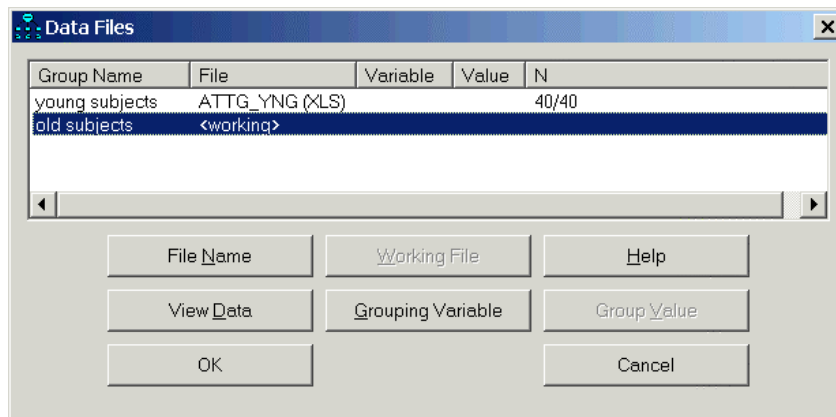 Data Files
Group Name File Variable Value N
young subjects ATTG_YNG (XLS) 40/40
old subjects <working>
File Name Working File Help
View Data Grouping Variable Group Value
OK Cancel